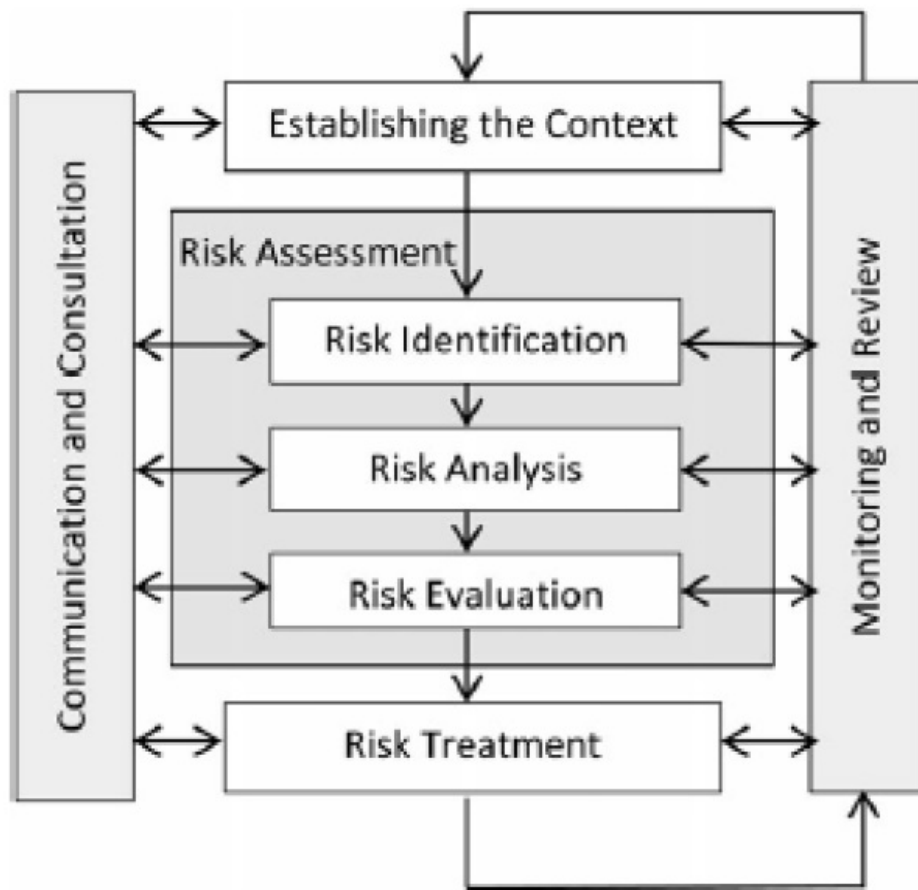 Establishing the Context
Communication and Consultation
Risk Assessment
Risk Identification
Risk Analysis
Risk Evaluation
Risk Treatment
Monitoring and Review